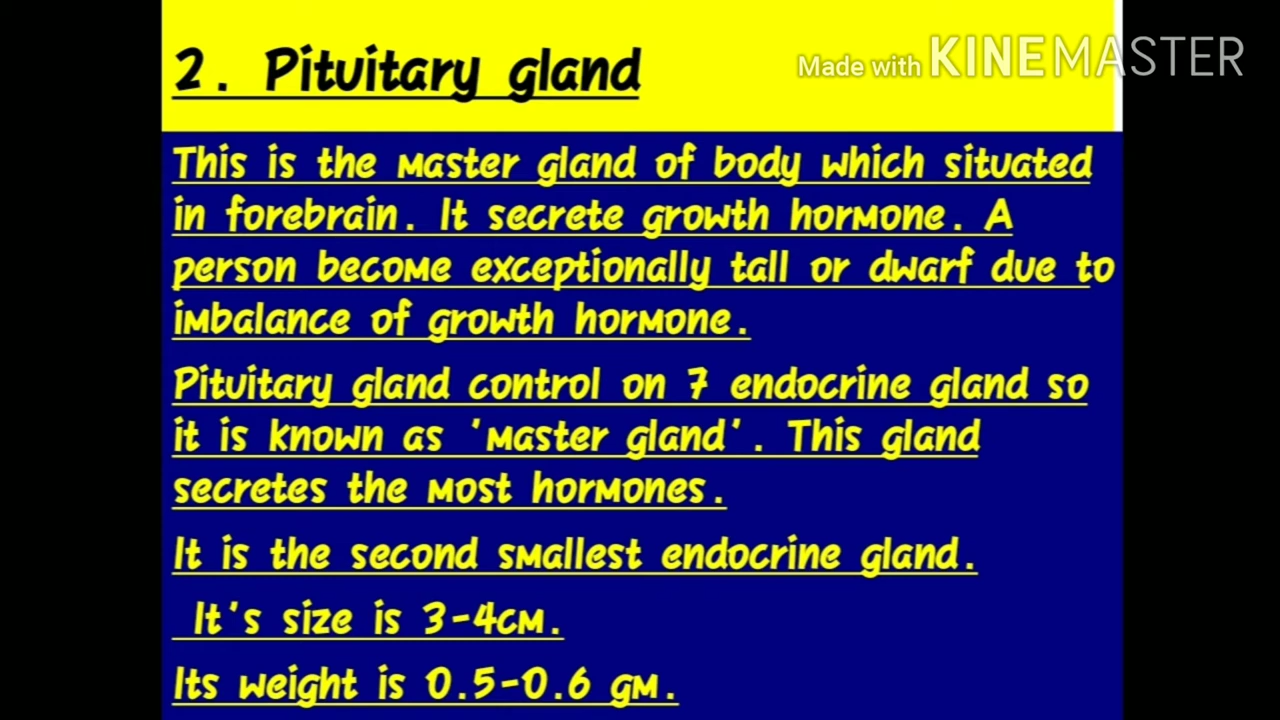 2. Pituitary gland
Made with KINEMASTER
This is the master gland of body which situated
in forebrain. It secrete growth hormone. A
person become exceptionally tall or dwarf due to
imbalance of growth hormone.
Pituitary gland control on 7 endocrine gland so
it is known as 'master gland'. This gland
secretes the most hormones.
It is the second smallest endocrine gland.
It's size is 3-4cm.
Its weight is 0.5-0.6 gm.